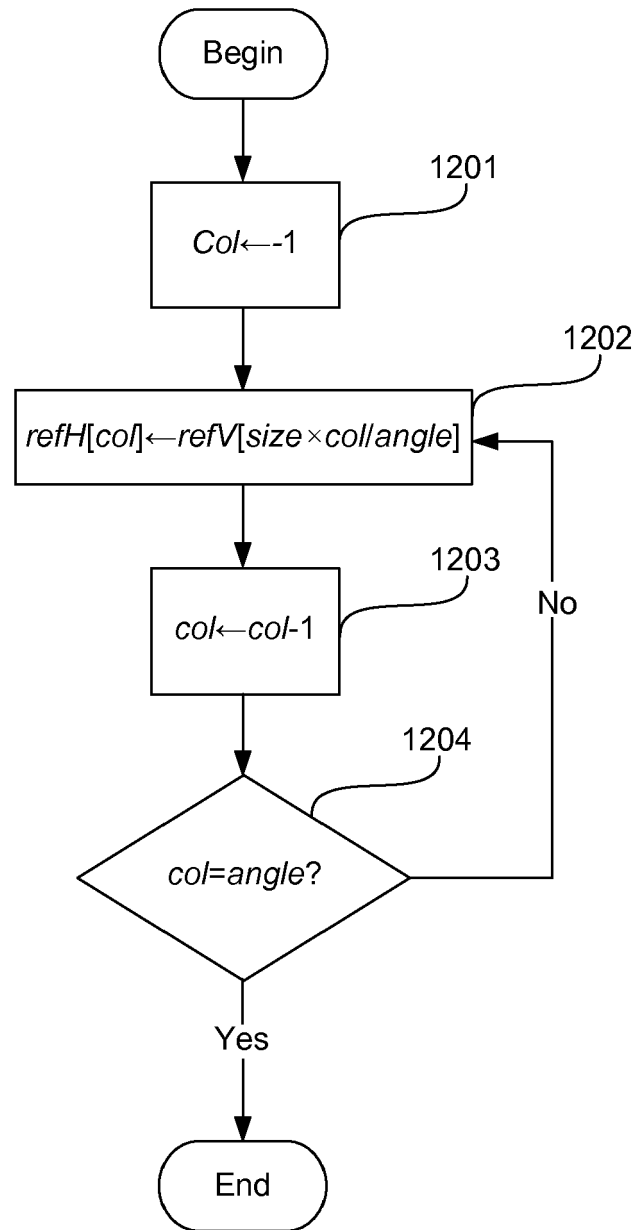 Begin
1201
Col←-1
1202
refH[col]←refV[size×col/angle]
1203
col←col-1
No
1204
col=angle?
Yes
End